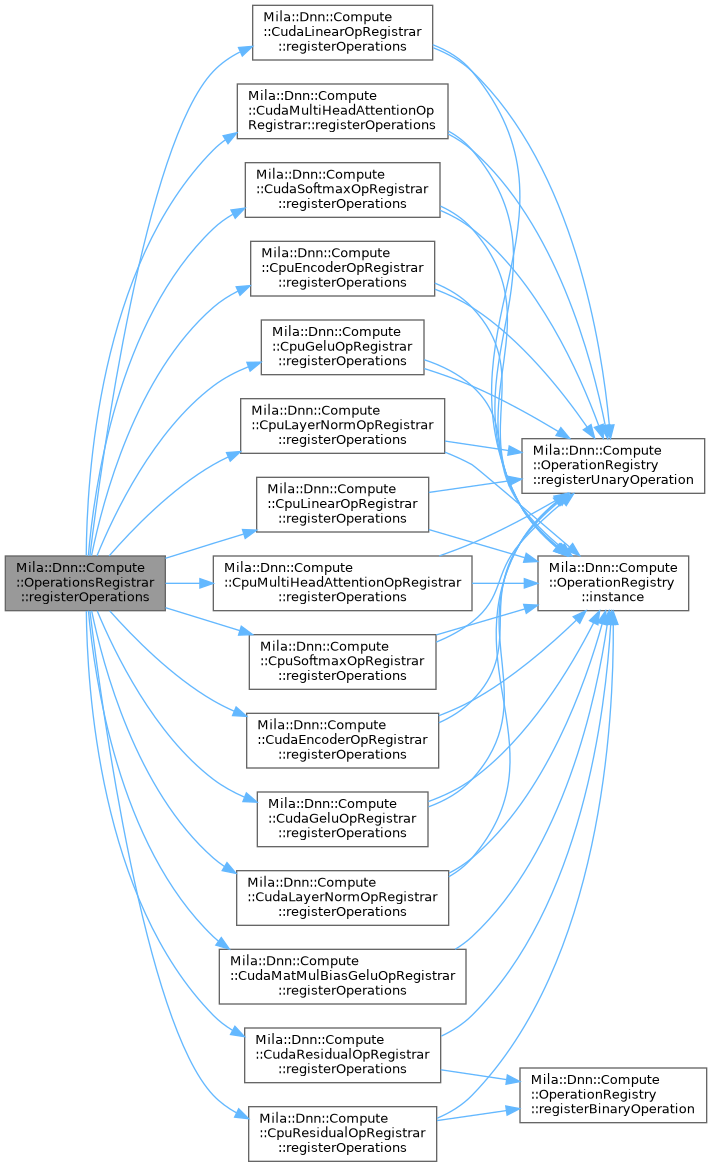 Mila::Dnn::Compute
::CudaLinearOpRegistrar
::registerOperations
Mila::Dnn::Compute
::CudaMultiHeadAttentionOp
Registrar::registerOperations
Mila::Dnn::Compute
::CudaSoftmaxOpRegistrar
::registerOperations
Mila::Dnn::Compute
::CpuEncoderOpRegistrar
::registerOperations
Mila::Dnn::Compute
::CpuGeluOpRegistrar
::registerOperations
Mila::Dnn::Compute
::CpuLayerNormOpRegistrar
::registerOperations
Mila::Dnn::Compute
::OperationRegistry
::registerUnaryOperation
Mila::Dnn::Compute
::CpuLinearOpRegistrar
::registerOperations
Mila::Dnn::Compute
::OperationsRegistrar
::registerOperations
Mila::Dnn::Compute
::CpuMultiHeadAttentionOpRegistrar
::registerOperations
Mila::Dnn::Compute
::OperationRegistry
::instance
Mila::Dnn::Compute
::CpuSoftmaxOpRegistrar
::registerOperations
Mila::Dnn::Compute
::CudaEncoderOpRegistrar
::registerOperations
Mila::Dnn::Compute
::CudaGeluOpRegistrar
::registerOperations
Mila::Dnn::Compute
::CudaLayerNormOpRegistrar
::registerOperations
Mila::Dnn::Compute
::CudaMatMulBiasGeluOpRegistrar
::registerOperations
Mila::Dnn::Compute
::CudaResidualOpRegistrar
::registerOperations
Mila::Dnn::Compute
::OperationRegistry
::registerBinaryOperation
Mila::Dnn::Compute
::CpuResidualOpRegistrar
::registerOperations